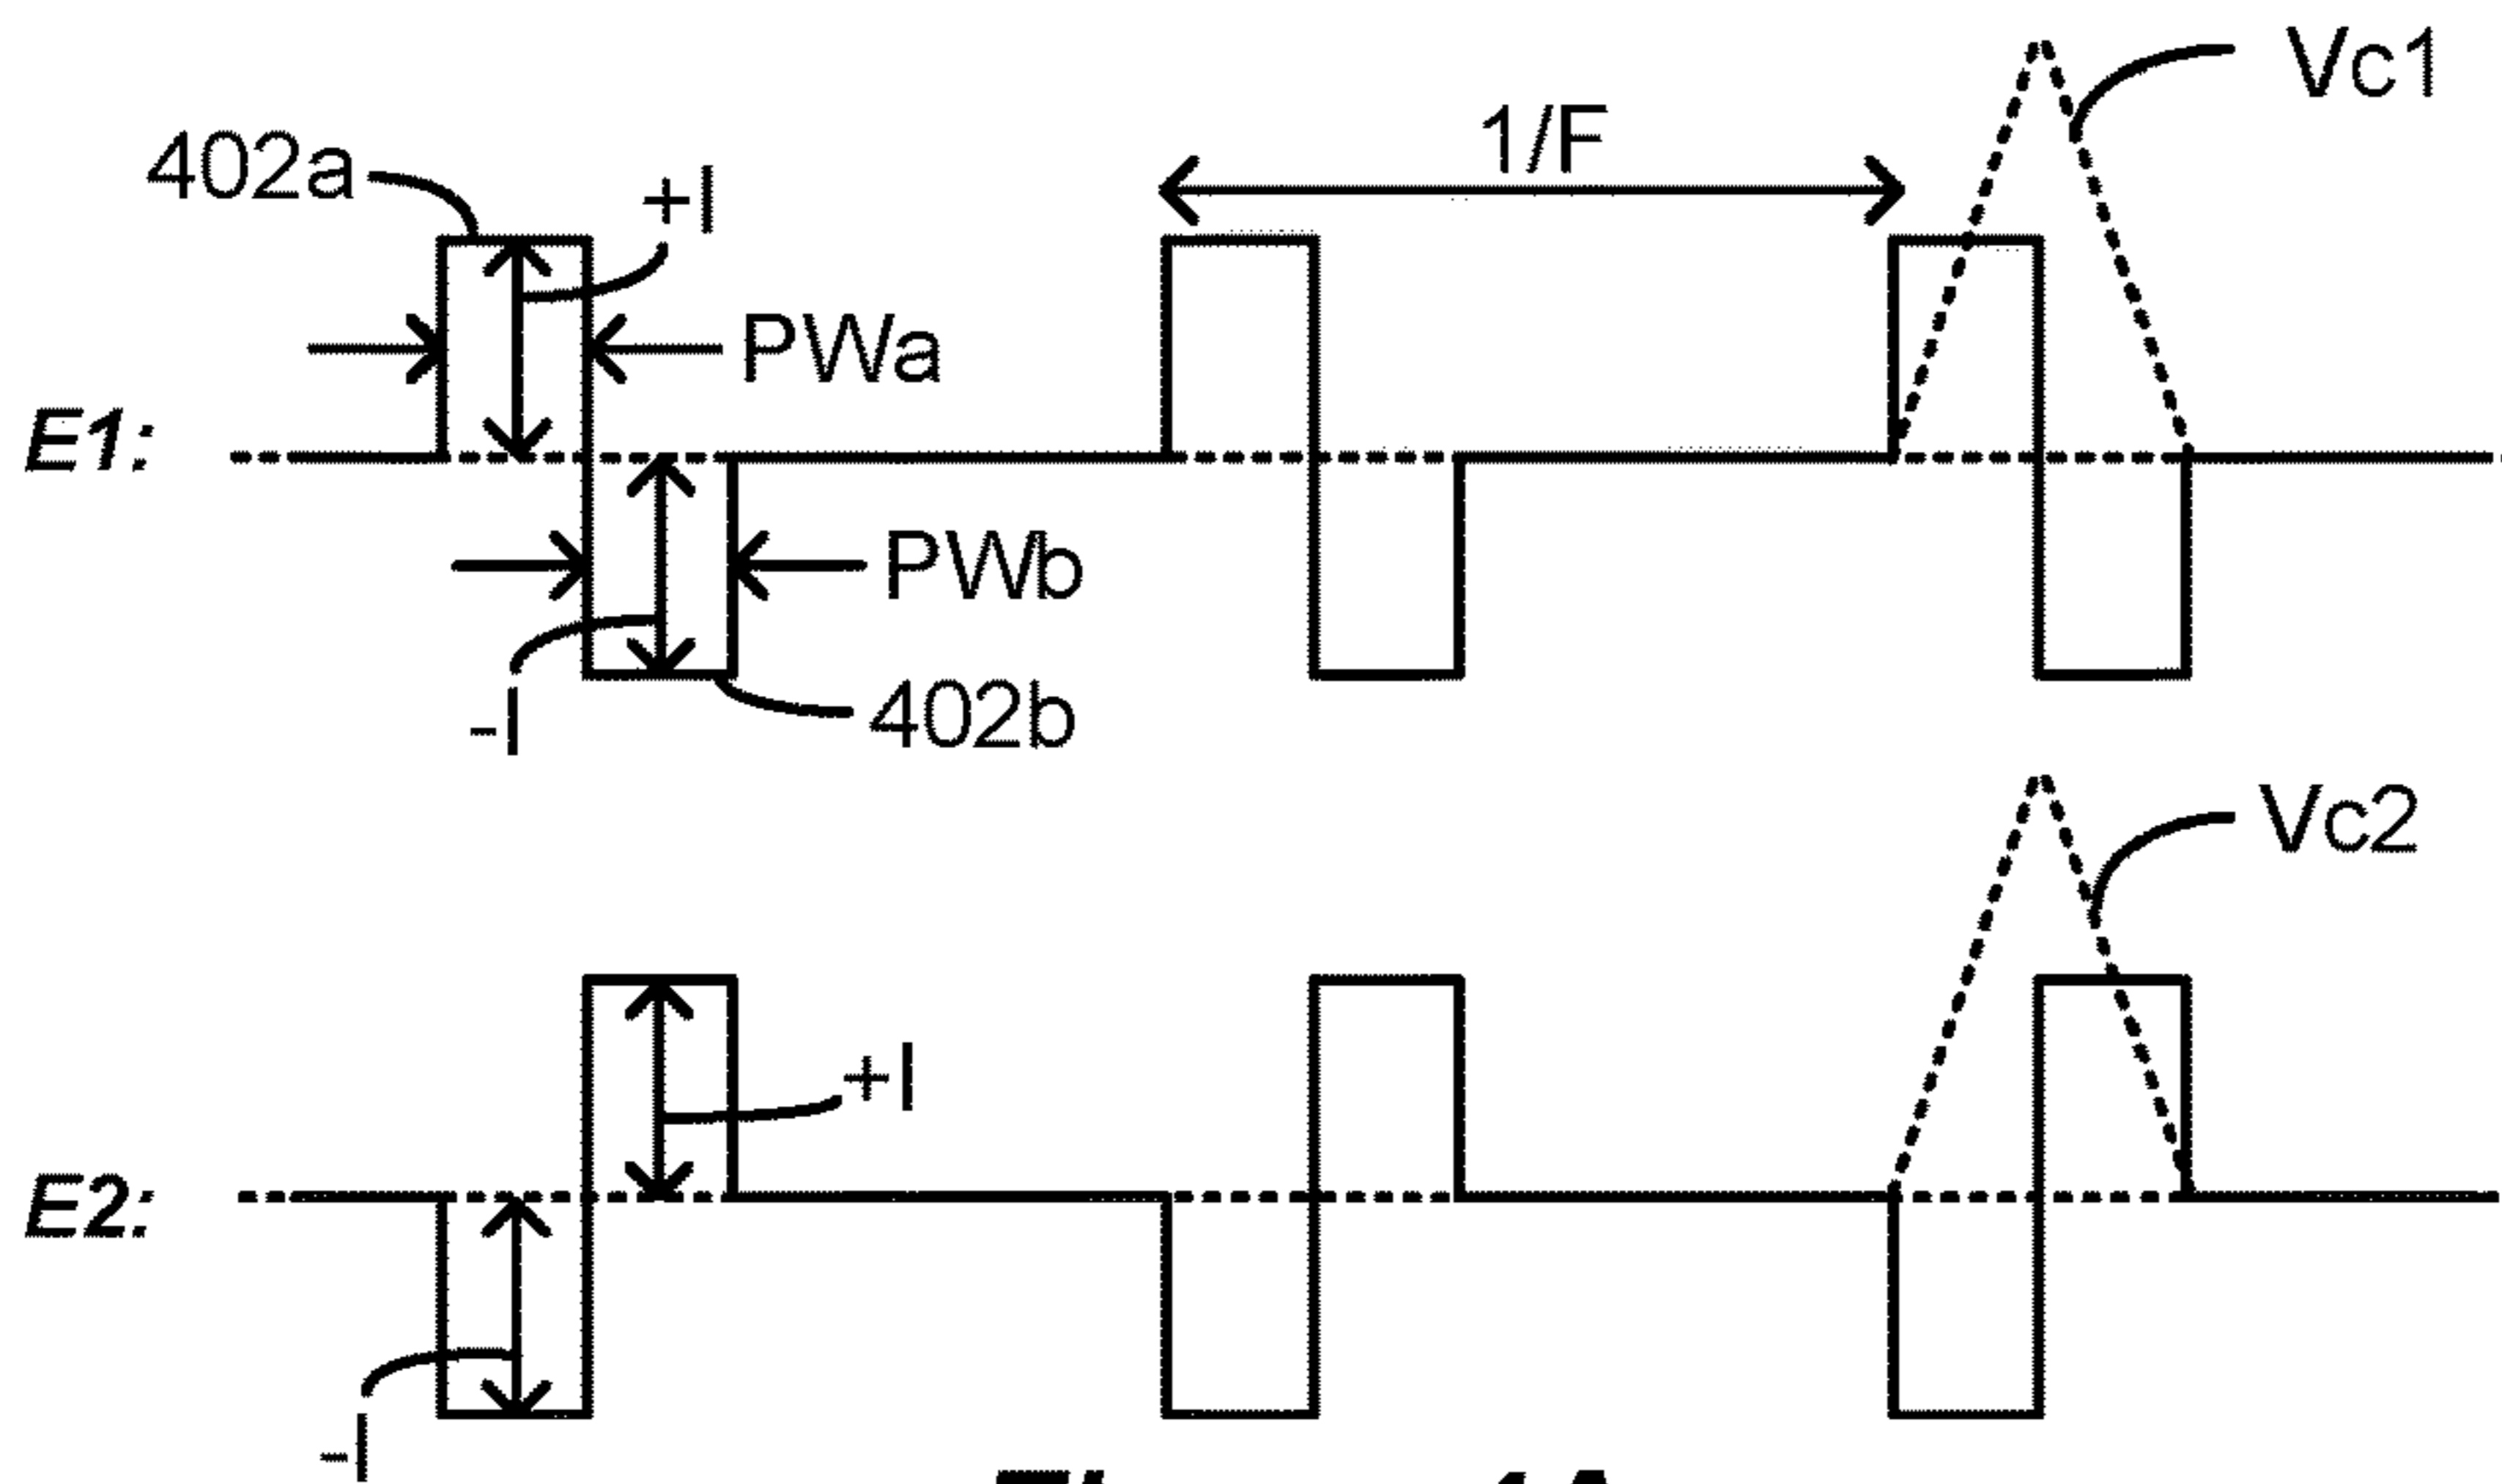 Vc1
1/F
402a
+I
PWa
E1:
PWb
-I
402b
Vc2
+I
E2:
-I